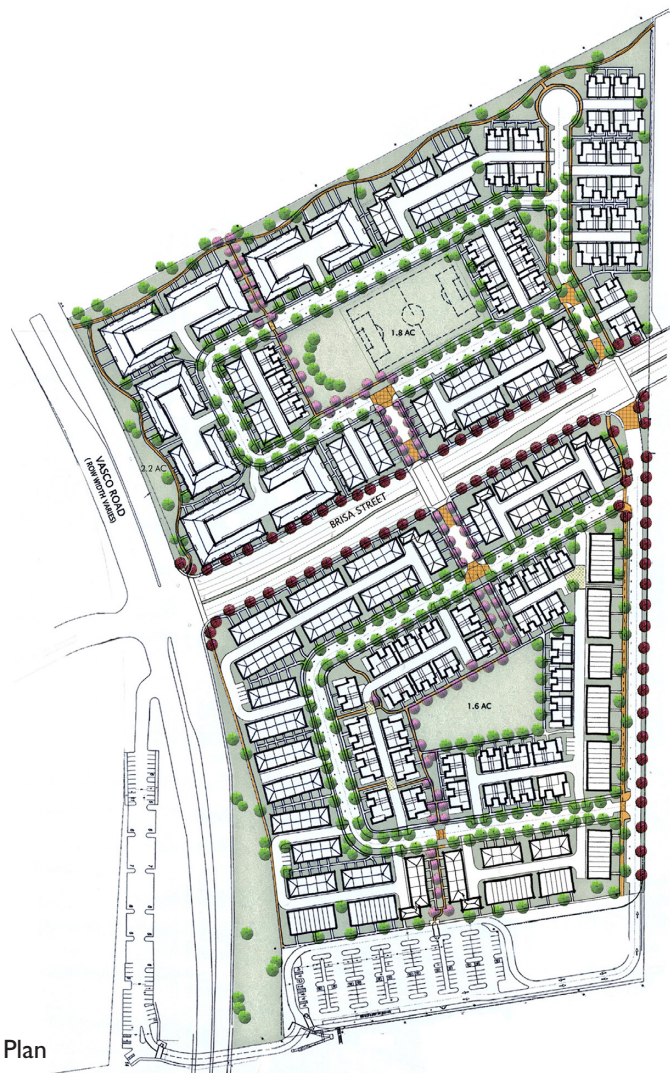 1.8 AC
2.2 AC
VASCO ROAD
(ROW WIDTH VARIES)
BRISA STREET
1.6 AC
Plan